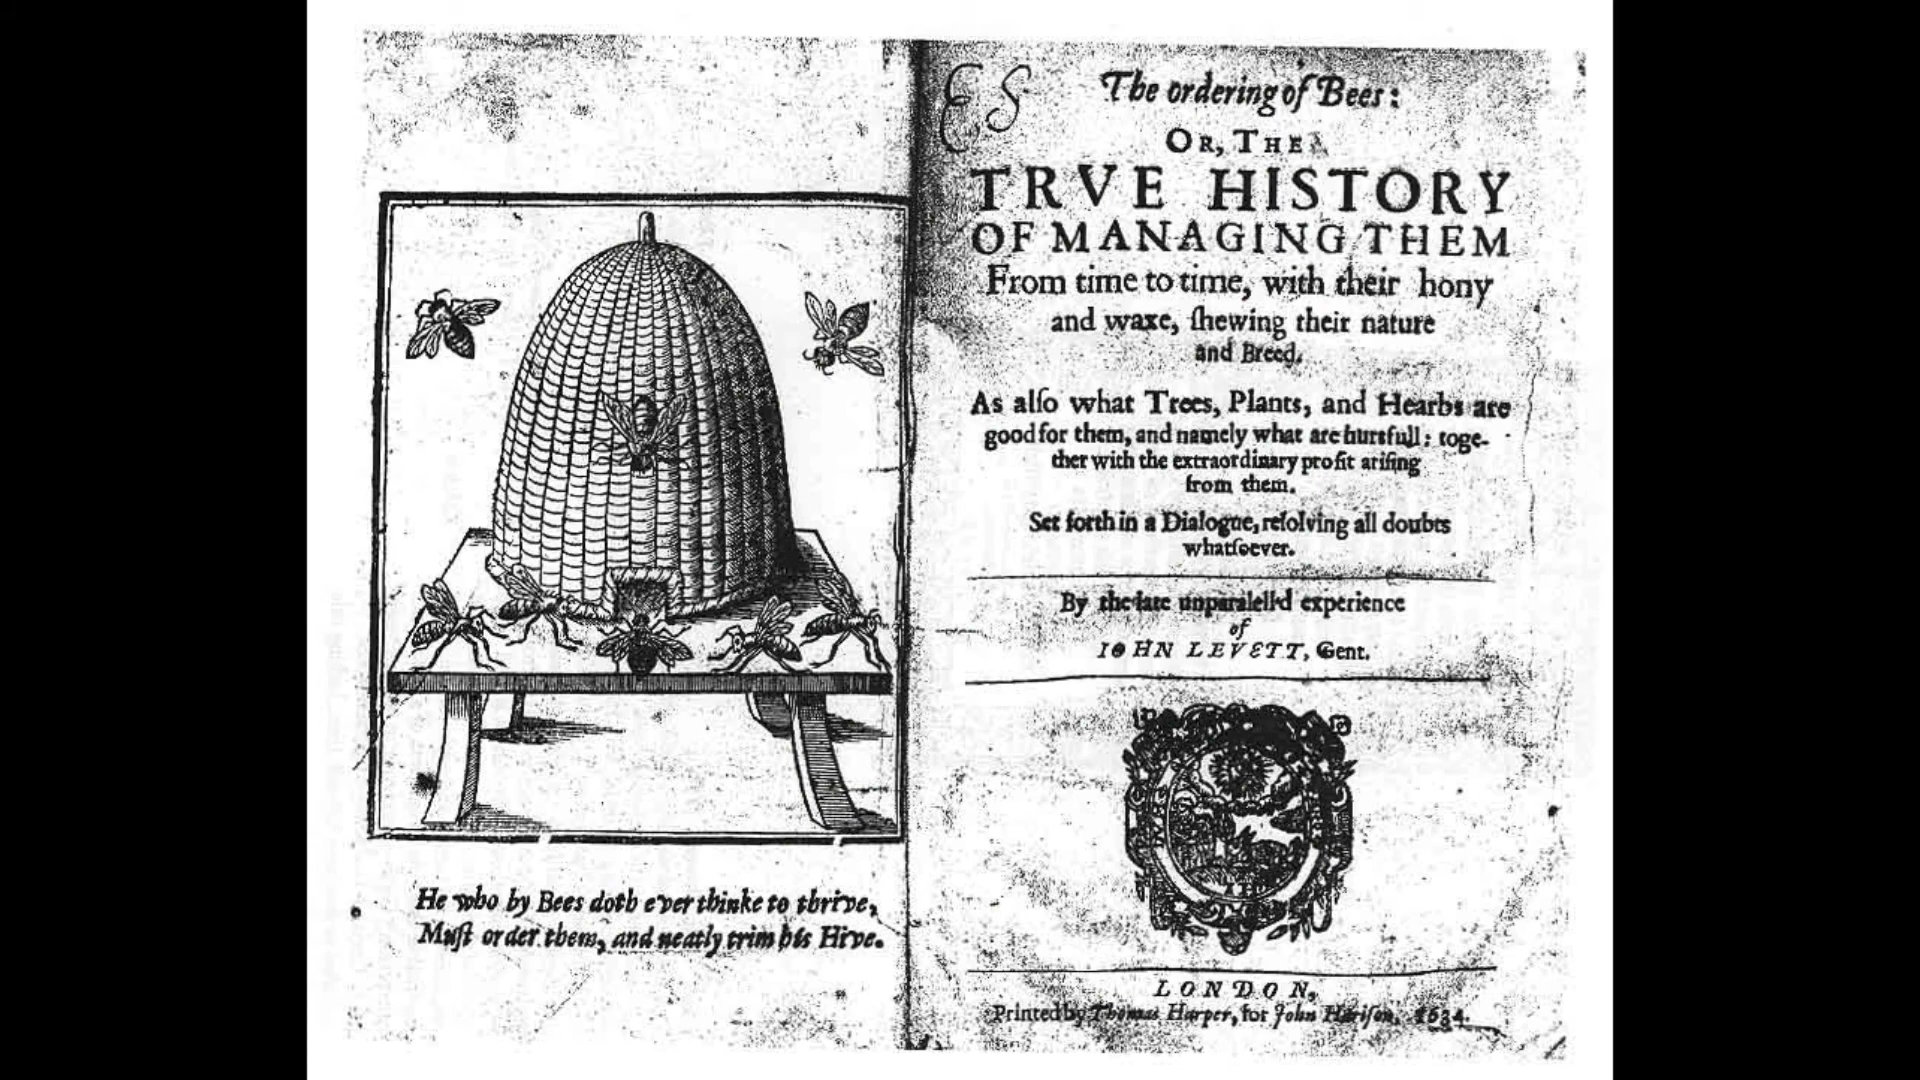 He who by Bees doth ever thinke to thrive,
Muſt order them, and neatly trim his Hive.
ES
The ordering of Bees:
OR, THE
TRVE HISTORY
OF MANAGING THEM
From time to time, with their hony
and waxe, ſhewing their nature
and Breed.
As alſo what Trees, Plants, and Hearbs are
good for them, and namely what are hurtfull: toge-
ther with the extraordinary profit ariſing
from them.
Set forth in a Dialogue, reſolving all doubts
whatſoever.
By the late unparalell'd experience
of
IOHN LEVETT, Gent.
LONDON,
Printed by Thomas Harper, for John Hariſon, 1634.